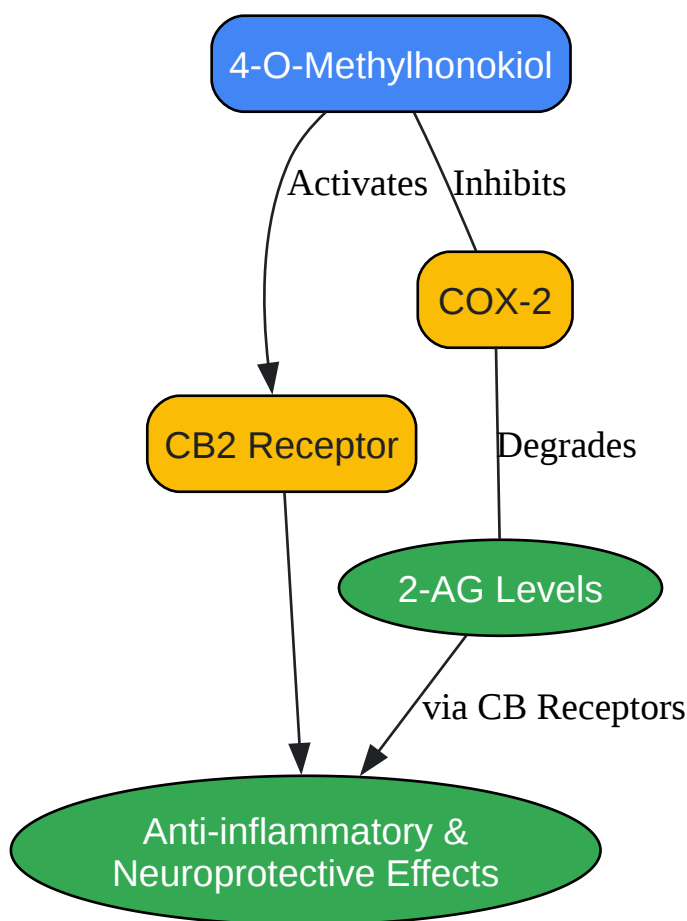 4-O-Methylhonokiol
Activates
Inhibits
COX-2
CB2 Receptor
Degrades
2-AG Levels
via CB Receptors
Anti-inflammatory &
Neuroprotective Effects